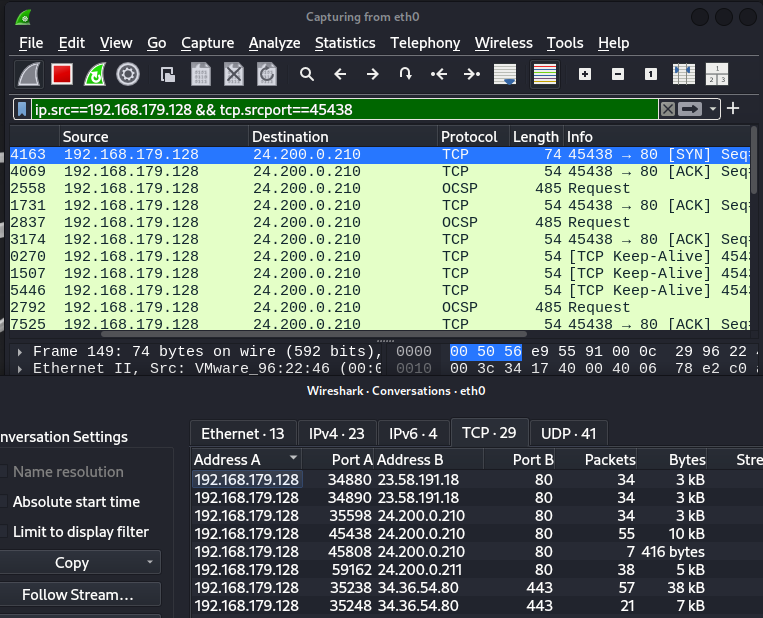 Capturing from eth0
File Edit View Go Capture Analyze Statistics Telephony Wireless Tools Help
ip.src==192.168.179.128 && tcp.srcport==45438
Source Destination Protocol Length Info
4163 192.168.179.128 24.200.0.210 TCP 74 45438 → 80 [SYN] Seq=
4069 192.168.179.128 24.200.0.210 TCP 54 45438 → 80 [ACK] Seq=
2558 192.168.179.128 24.200.0.210 OCSP 485 Request
1731 192.168.179.128 24.200.0.210 TCP 54 45438 → 80 [ACK] Seq=
2837 192.168.179.128 24.200.0.210 OCSP 485 Request
3174 192.168.179.128 24.200.0.210 TCP 54 45438 → 80 [ACK] Seq=
0270 192.168.179.128 24.200.0.210 TCP 54 [TCP Keep-Alive] 4543
1507 192.168.179.128 24.200.0.210 TCP 54 [TCP Keep-Alive] 4543
5446 192.168.179.128 24.200.0.210 TCP 54 [TCP Keep-Alive] 4543
2792 192.168.179.128 24.200.0.210 OCSP 485 Request
7525 192.168.179.128 24.200.0.210 TCP 54 45438 → 80 [ACK] Seq=
Frame 149: 74 bytes on wire (592 bits), 0000 00 50 56 e9 55 91 00 0c 29 96 22 4
Ethernet II, Src: VMware_96:22:46 (00:0 0010 00 3c 34 17 40 00 40 06 78 e2 c0
Wireshark · Conversations · eth0
nversation Settings
Name resolution
Absolute start time
Limit to display filter
Copy
Follow Stream…
Ethernet · 13 IPv4 · 23 IPv6 · 4 TCP · 29 UDP · 41
Address A Port A Address B Port B Packets Bytes Stre
192.168.179.128 34880 23.58.191.18 80 34 3 kB
192.168.179.128 34890 23.58.191.18 80 34 3 kB
192.168.179.128 35598 24.200.0.210 80 34 3 kB
192.168.179.128 45438 24.200.0.210 80 55 10 kB
192.168.179.128 45808 24.200.0.210 80 7 416 bytes
192.168.179.128 59162 24.200.0.211 80 38 5 kB
192.168.179.128 35238 34.36.54.80 443 57 38 kB
192.168.179.128 35248 34.36.54.80 443 21 7 kB